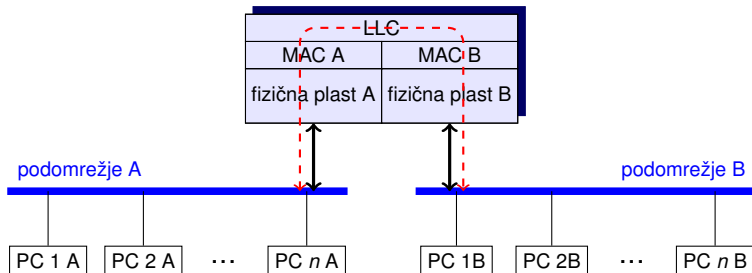 LLC
MAC A MAC B
fizična plast A fizična plast B
podomrežje A podomrežje B
PC 1 A PC 2 A ... PC n A PC 1B PC 2B ... PC n B